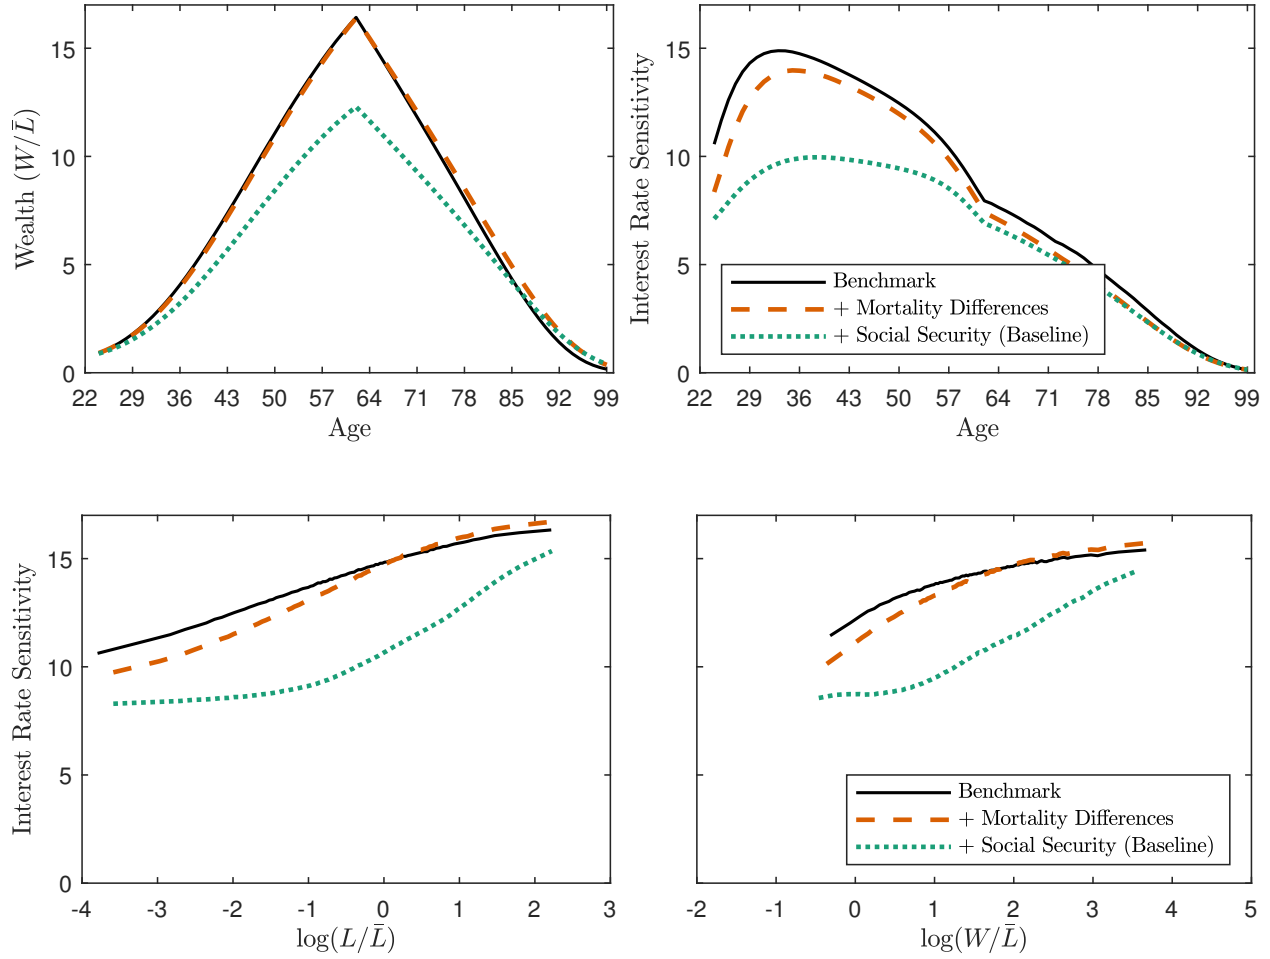 Wealth (W/L̄)
15
10
5
0
22 29 36 43 50 57 64 71 78 85 92 99
Age
Interest Rate Sensitivity
15
10
5
0
Benchmark
+ Mortality Differences
+ Social Security (Baseline)
22 29 36 43 50 57 64 71 78 85 92 99
Age
Interest Rate Sensitivity
15
10
5
0
-4 -3 -2 -1 0 1 2 3
log(L/L̄)
Benchmark
+ Mortality Differences
+ Social Security (Baseline)
-2 -1 0 1 2 3 4 5
log(W/L̄)